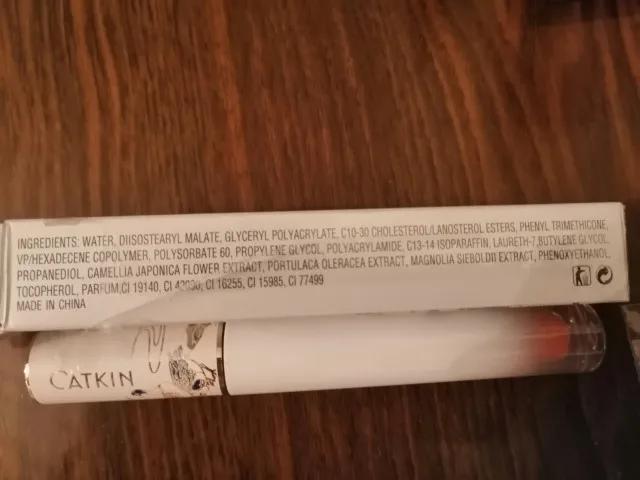 INGREDIENTS: WATER, DIISOSTEARYL MALATE, GLYCERYL POLYACRYLATE, C10-30 CHOLESTEROL/LANOSTEROL ESTERS, PHENYL TRIMETHICONE,
VP/HEXADECENE COPOLYMER, POLYSORBATE 60, PROPYLENE GLYCOL, POLYACRYLAMIDE, C13-14 ISOPARAFFIN, LAURETH-7,BUTYLENE GLYCOL,
PROPANEDIOL, CAMELLIA JAPONICA FLOWER EXTRACT, PORTULACA OLERACEA EXTRACT, MAGNOLIA SIEBOLDII EXTRACT, PHENOXYETHANOL,
TOCOPHEROL, PARFUM,CI 19140, CI 42090, CI 16255, CI 15985, CI 77499
MADE IN CHINA
CATKIN